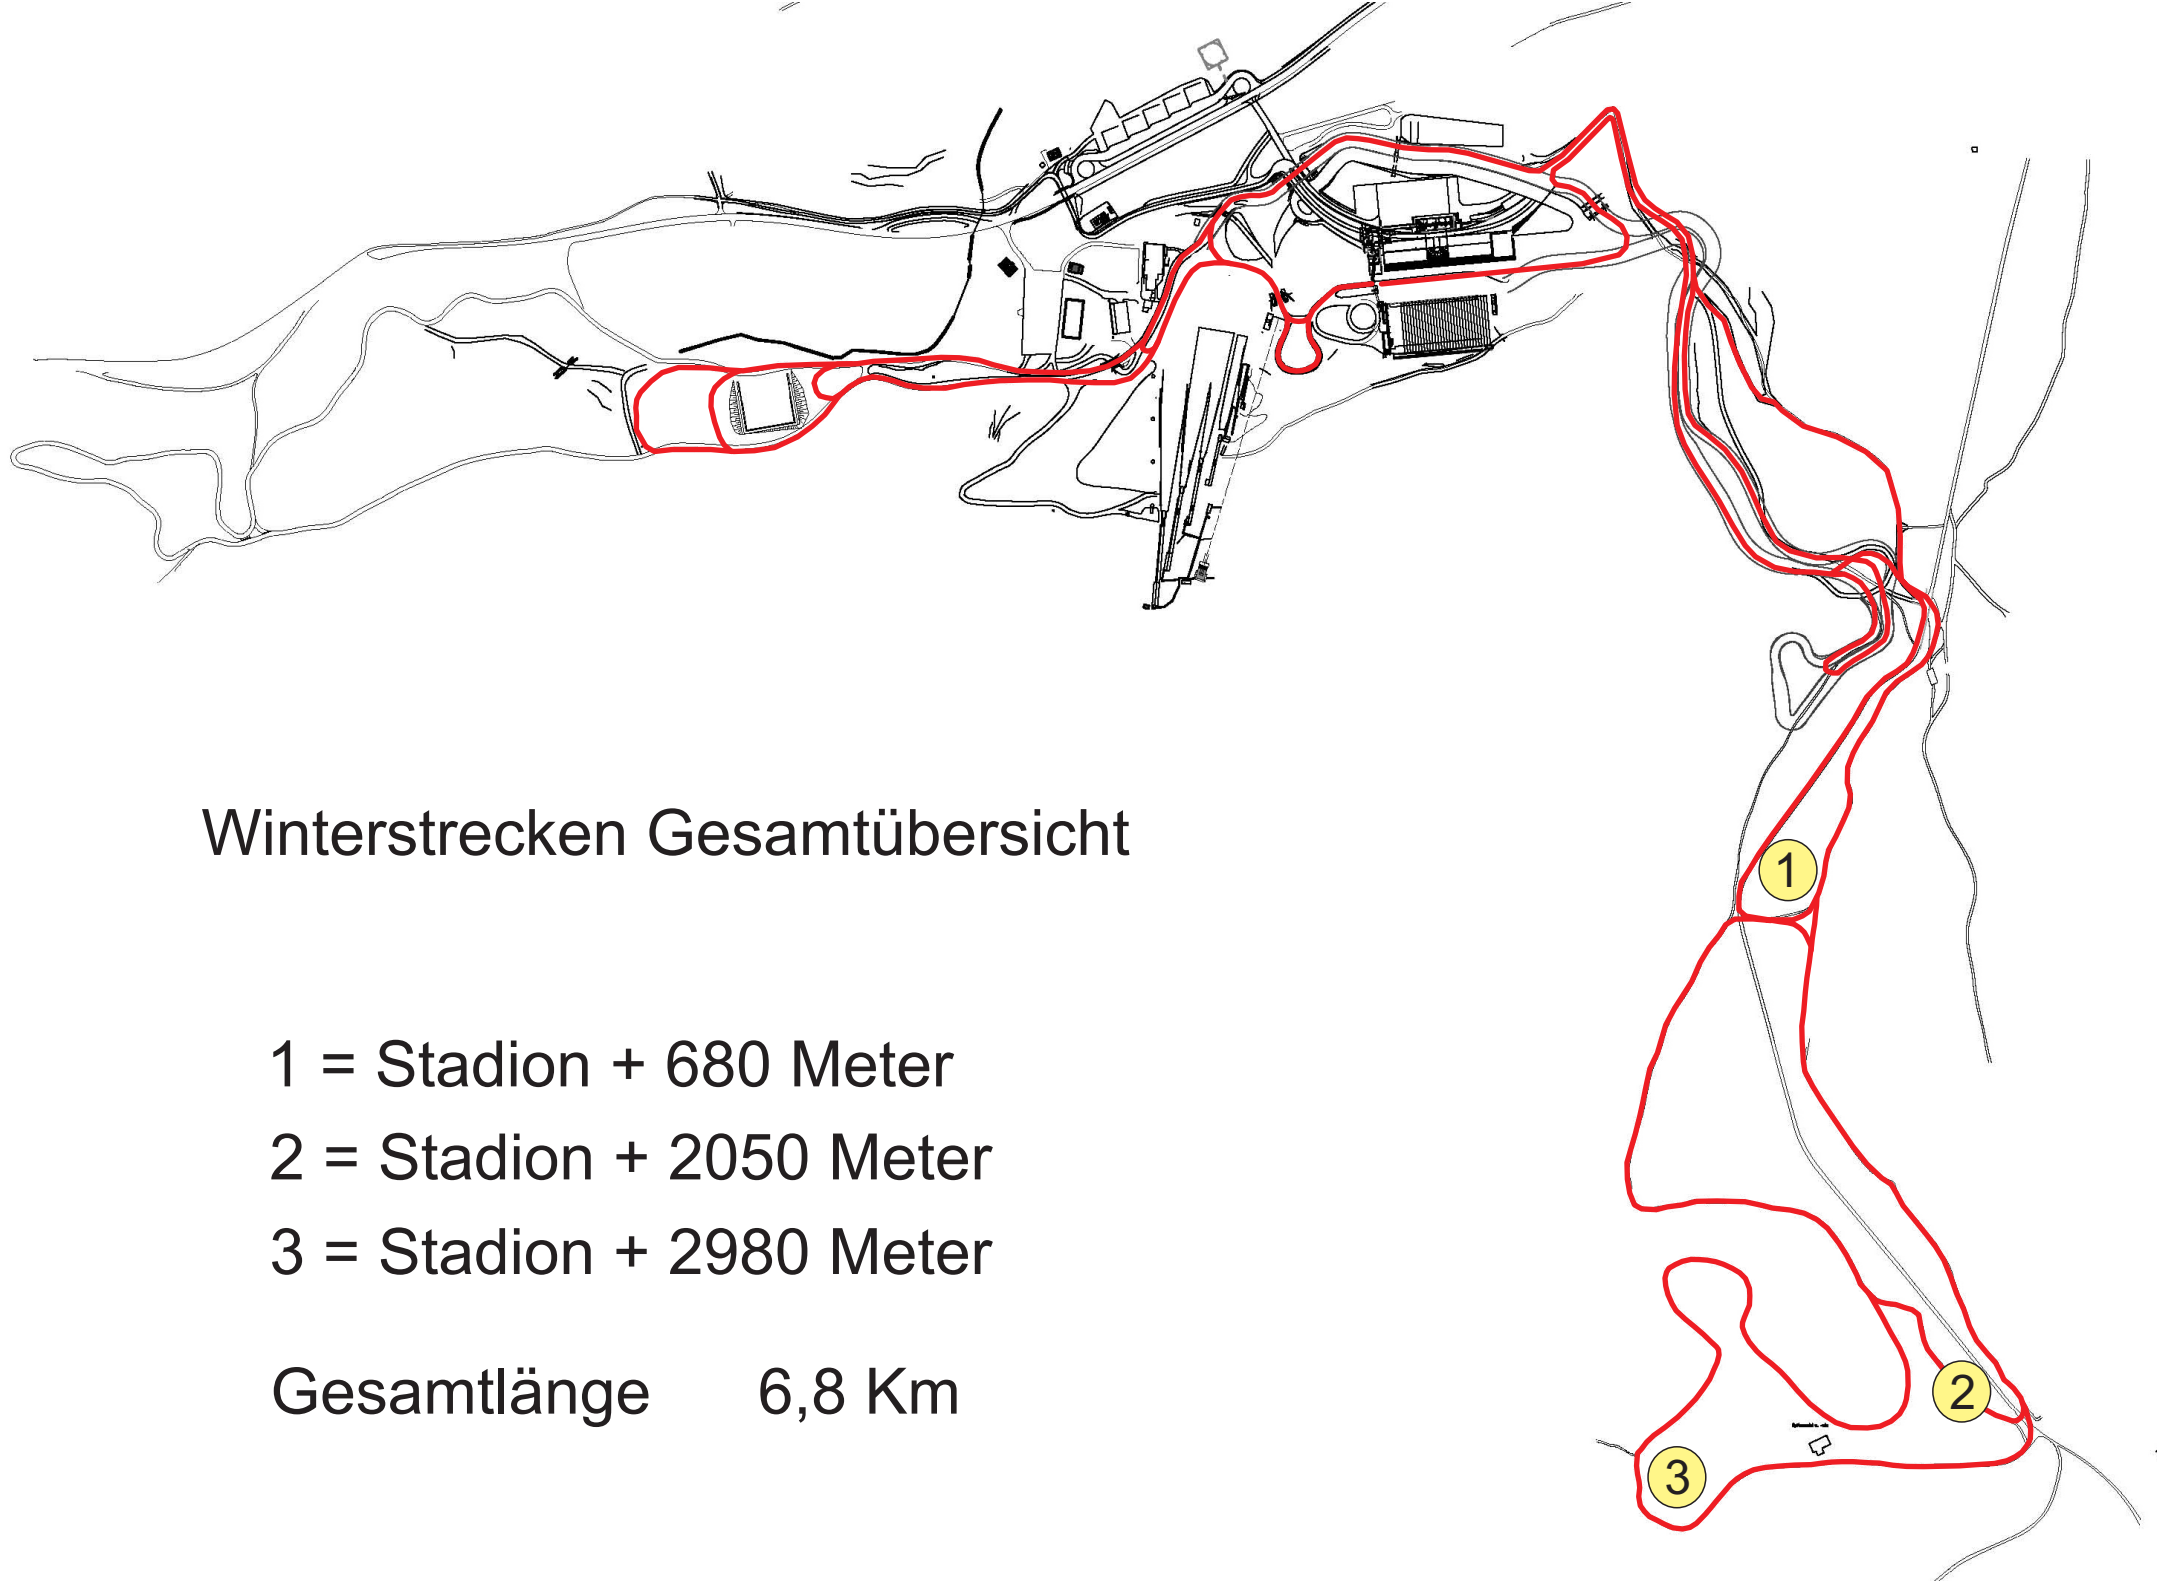 Winterstrecken Gesamtübersicht
1 = Stadion + 680 Meter
2 = Stadion + 2050 Meter
3 = Stadion + 2980 Meter
Gesamtlänge 6,8 Km
1
2
3